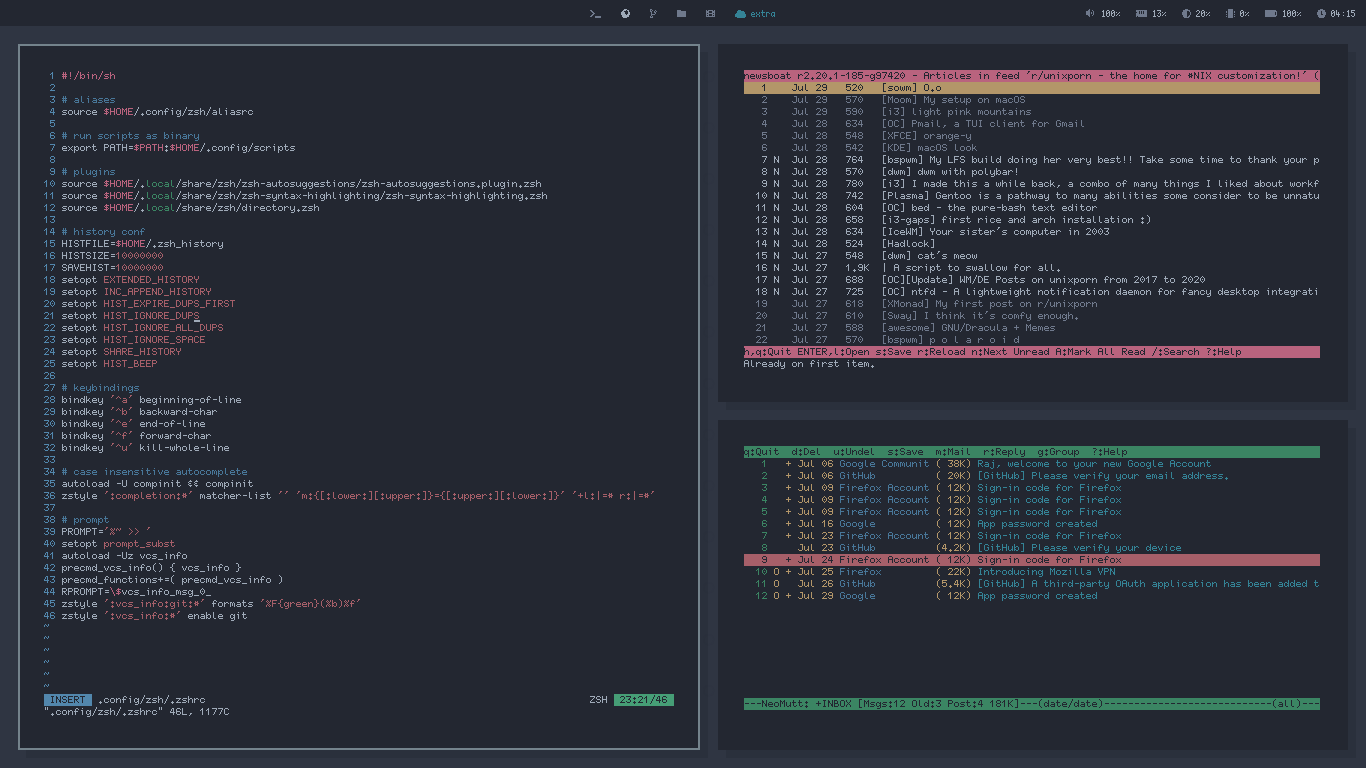 extra
100%
13%
20%
0%
100%
04:15
1 #!/bin/sh
2
3 # aliases
4 source $HOME/.config/zsh/aliasrc
5
6 # run scripts as binary
7 export PATH=$PATH:$HOME/.config/scripts
8
9 # plugins
10 source $HOME/.local/share/zsh/zsh-autosuggestions/zsh-autosuggestions.plugin.zsh
11 source $HOME/.local/share/zsh/zsh-syntax-highlighting/zsh-syntax-highlighting.zsh
12 source $HOME/.local/share/zsh/directory.zsh
13
14 # history conf
15 HISTFILE=$HOME/.zsh_history
16 HISTSIZE=10000000
17 SAVEHIST=10000000
18 setopt EXTENDED_HISTORY
19 setopt INC_APPEND_HISTORY
20 setopt HIST_EXPIRE_DUPS_FIRST
21 setopt HIST_IGNORE_DUPS
22 setopt HIST_IGNORE_ALL_DUPS
23 setopt HIST_IGNORE_SPACE
24 setopt SHARE_HISTORY
25 setopt HIST_BEEP
26
27 # keybindings
28 bindkey '^a' beginning-of-line
29 bindkey '^b' backward-char
30 bindkey '^e' end-of-line
31 bindkey '^f' forward-char
32 bindkey '^u' kill-whole-line
33
34 # case insensitive autocomplete
35 autoload -U compinit && compinit
36 zstyle ':completion:*' matcher-list '' 'm:{[:lower:][:upper:]}={[:upper:][:lower:]}' '+l:|=* r:|=*'
37
38 # prompt
39 PROMPT='%~ >> '
40 setopt prompt_subst
41 autoload -Uz vcs_info
42 precmd_vcs_info() { vcs_info }
43 precmd_functions+=( precmd_vcs_info )
44 RPROMPT=\$vcs_info_msg_0_
45 zstyle ':vcs_info:git:*' formats '%F{green}(%b)%f'
46 zstyle ':vcs_info:*' enable git
~
~
~
~
~
~
INSERT .config/zsh/.zshrc ZSH 23:21/46
".config/zsh/.zshrc" 46L, 1177C
newsboat r2.20.1-185-g97420 - Articles in feed 'r/unixporn - the home for #NIX customization!' (
1 Jul 29 520 [sowm] O.o
2 Jul 29 570 [Moom] My setup on macOS
3 Jul 29 590 [i3] light pink mountains
4 Jul 28 634 [OC] Pmail, a TUI client for Gmail
5 Jul 28 548 [XFCE] orange-y
6 Jul 28 542 [KDE] macOS look
7 N Jul 28 764 [bspwm] My LFS build doing her very best!! Take some time to thank your p
8 N Jul 28 570 [dwm] dwm with polybar!
9 N Jul 28 780 [i3] I made this a while back, a combo of many things I liked about workf
10 N Jul 28 742 [Plasma] Gentoo is a pathway to many abilities some consider to be unnatu
11 N Jul 28 604 [OC] bed - the pure-bash text editor
12 N Jul 28 658 [i3-gaps] first rice and arch installation :)
13 N Jul 28 634 [IceWM] Your sister's computer in 2003
14 N Jul 28 524 [Hadlock]
15 N Jul 27 548 [dwm] cat's meow
16 N Jul 27 1.9K | A script to swallow for all.
17 N Jul 27 688 [OC][Update] WM/DE Posts on unixporn from 2017 to 2020
18 N Jul 27 710 [OC] ntfd - A lightweight notification daemon for fancy desktop integrati
19 Jul 27 618 [XMonad] My first post on r/unixporn
20 Jul 27 610 [Sway] I think it's comfy enough.
21 Jul 27 588 [awesome] GNU/Dracula + Memes
22 Jul 27 570 [bspwm] p o l a r o i d
h,q:Quit ENTER,l:Open s:Save r:Reload n:Next Unread A:Mark All Read /:Search ?:Help
Already on first item.
q:Quit d:Del u:Undel s:Save m:Mail r:Reply g:Group ?:Help
1 + Jul 06 Google Communit ( 38K) Raj, welcome to your new Google Account
2 + Jul 06 GitHub ( 20K) [GitHub] Please verify your email address.
3 + Jul 09 Firefox Account ( 12K) Sign-in code for Firefox
4 + Jul 09 Firefox Account ( 12K) Sign-in code for Firefox
5 + Jul 09 Firefox Account ( 12K) Sign-in code for Firefox
6 + Jul 16 Google ( 12K) App password created
7 + Jul 23 Firefox Account ( 12K) Sign-in code for Firefox
8 Jul 23 GitHub (4.2K) [GitHub] Please verify your device
9 + Jul 24 Firefox Account ( 12K) Sign-in code for Firefox
10 O + Jul 25 Firefox ( 22K) Introducing Mozilla VPN
11 O Jul 26 GitHub (5.4K) [GitHub] A third-party OAuth application has been added t
12 O + Jul 29 Google ( 12K) App password created
---NeoMutt: +INBOX [Msgs:12 Old:3 Post:4 181K]---(date/date)----------------------------(all)---